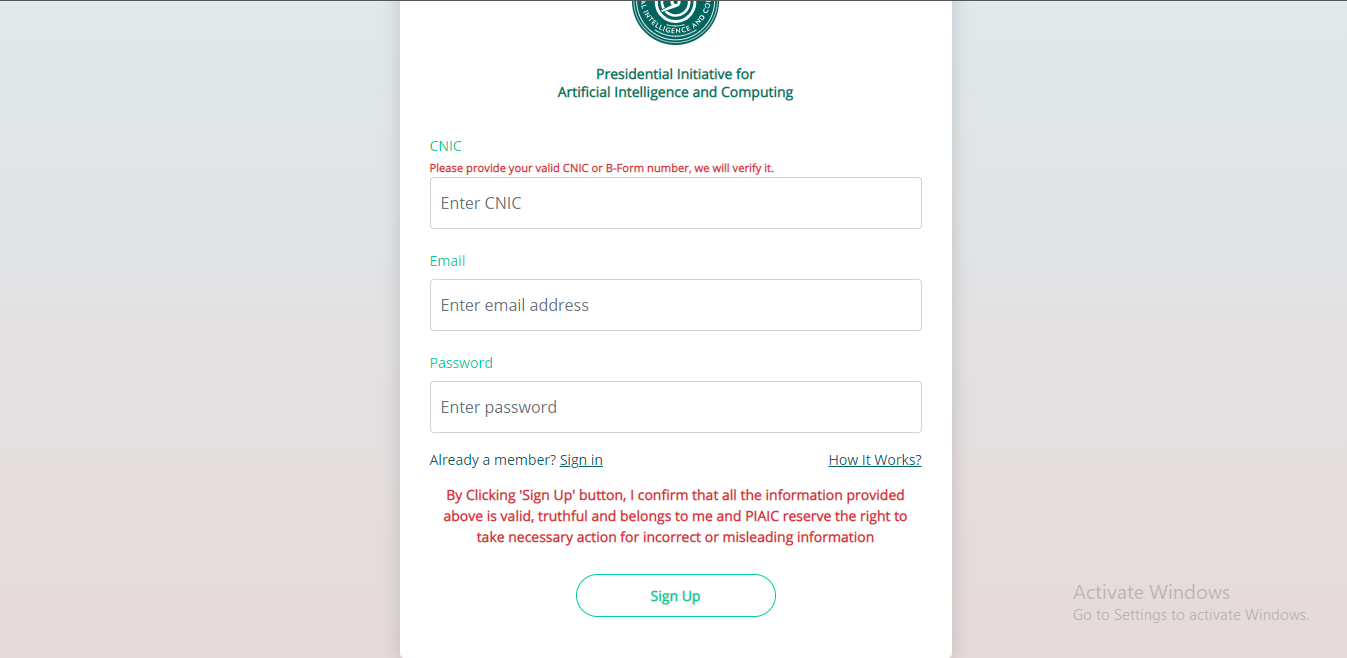 L INTELLIGENCE AND CO
Presidential Initiative for
Artificial Intelligence and Computing
CNIC
Please provide your valid CNIC or B-Form number, we will verify it.
Enter CNIC
Email
Enter email address
Password
Enter password
Already a member? Sign in How It Works?
By Clicking 'Sign Up' button, I confirm that all the information provided
above is valid, truthful and belongs to me and PIAIC reserve the right to
take necessary action for incorrect or misleading information
Sign Up
Activate Windows
Go to Settings to activate Windows.